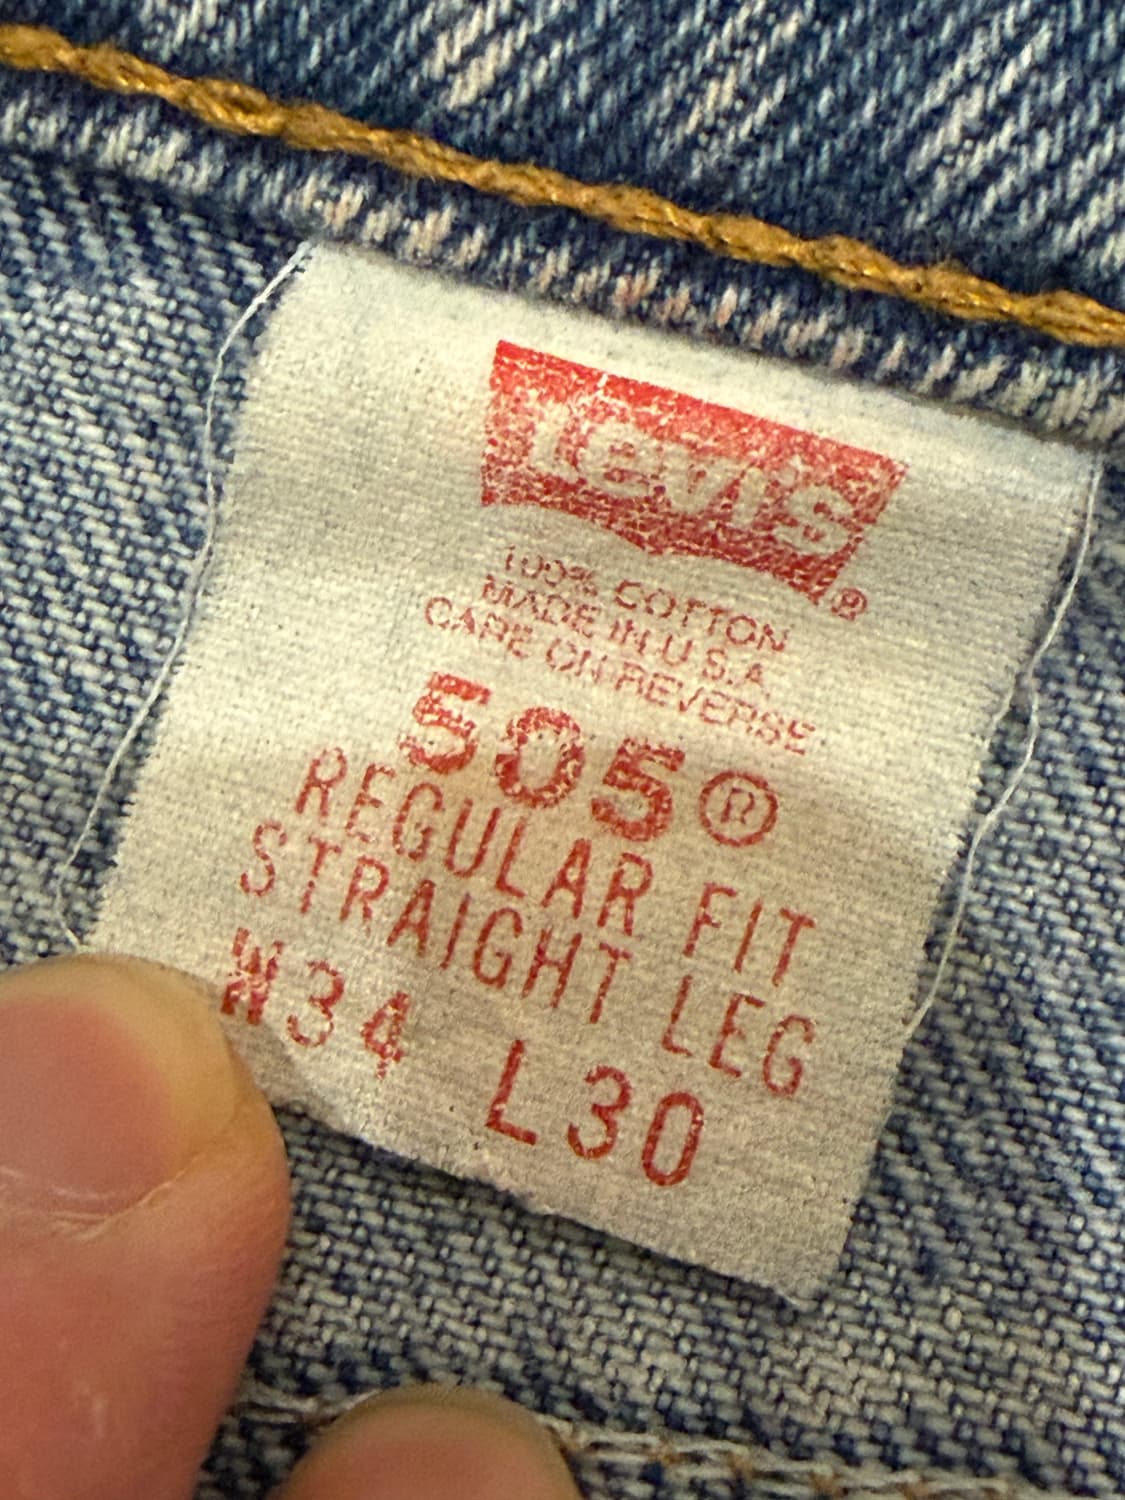 Levi's®
100% COTTON
MADE IN U.S.A.
CARE ON REVERSE
505®
REGULAR FIT
STRAIGHT LEG
W34 L30